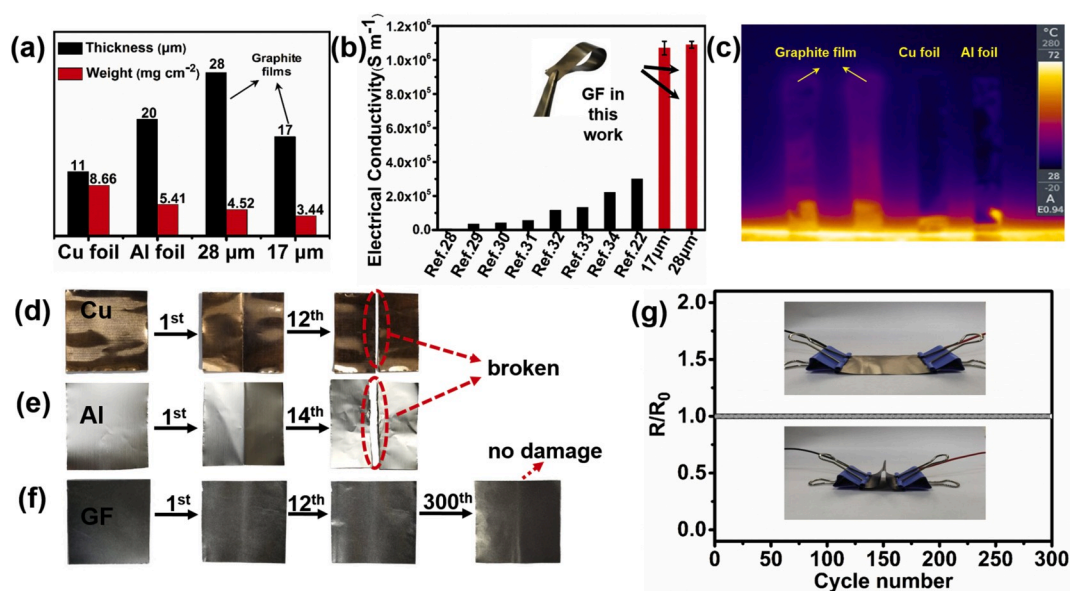 (a)
Thickness (µm)
Weight (mg cm⁻²)
28
Graphite
films
20
17
11
8.66
5.41
4.52
3.44
Cu foil Al foil 28 µm 17 µm
(b)
Electrical Conductivity(S m⁻¹)
1.2x10⁶
1.0x10⁶
8.0x10⁵
6.0x10⁵
4.0x10⁵
2.0x10⁵
0.0
17µm 28µm
GF in
this
work
Ref.28 Ref.29 Ref.30 Ref.31 Ref.32 Ref.33 Ref.34 Ref.22 17µm 28µm
(c)
Graphite film Cu foil Al foil
°C
280
72
28
-20
A
E0.94
(d)
Cu
1st
12th
broken
(e)
Al
1st
14th
no damage
(f)
GF
1st
12th
300th
(g)
R/R₀
2.0
1.5
1.0
0.5
0.0
0 50 100 150 200 250 300
Cycle number